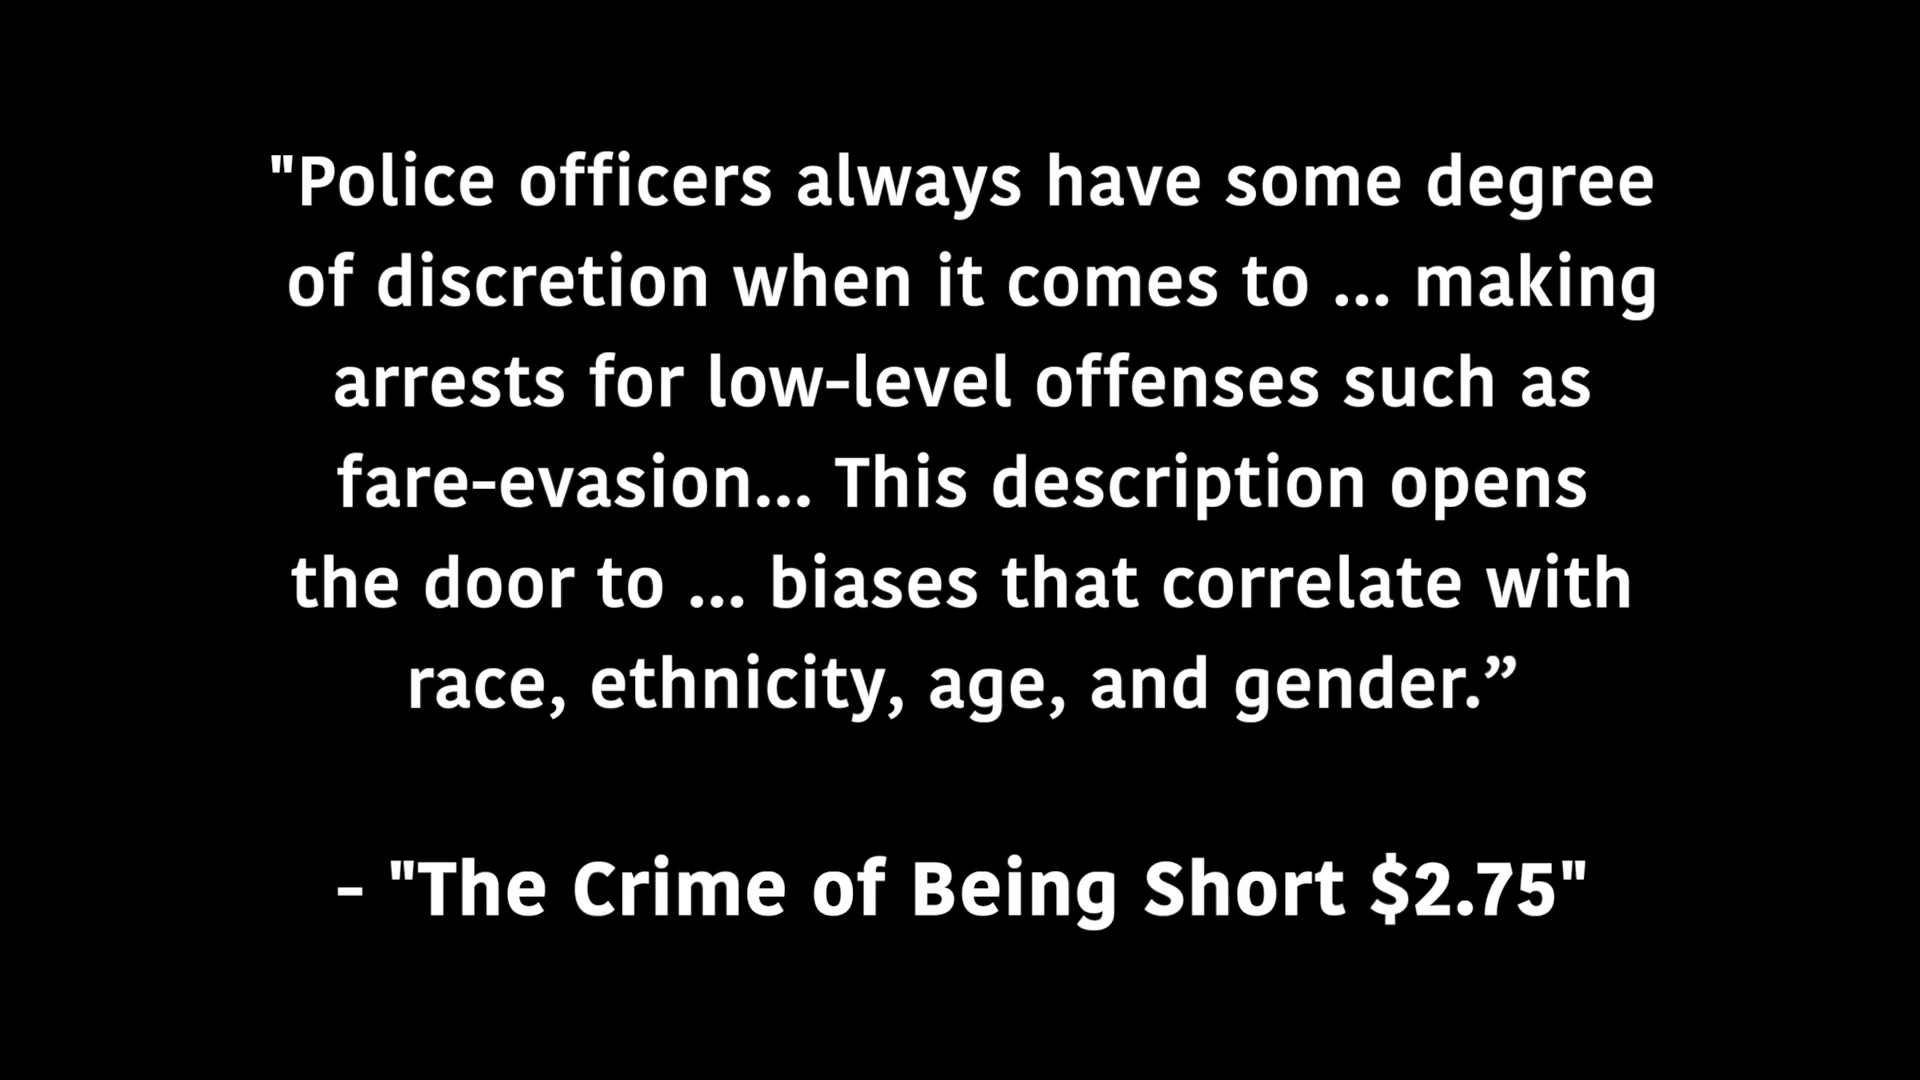 "Police officers always have some degree
of discretion when it comes to ... making
arrests for low-level offenses such as
fare-evasion... This description opens
the door to ... biases that correlate with
race, ethnicity, age, and gender.”
- "The Crime of Being Short $2.75"